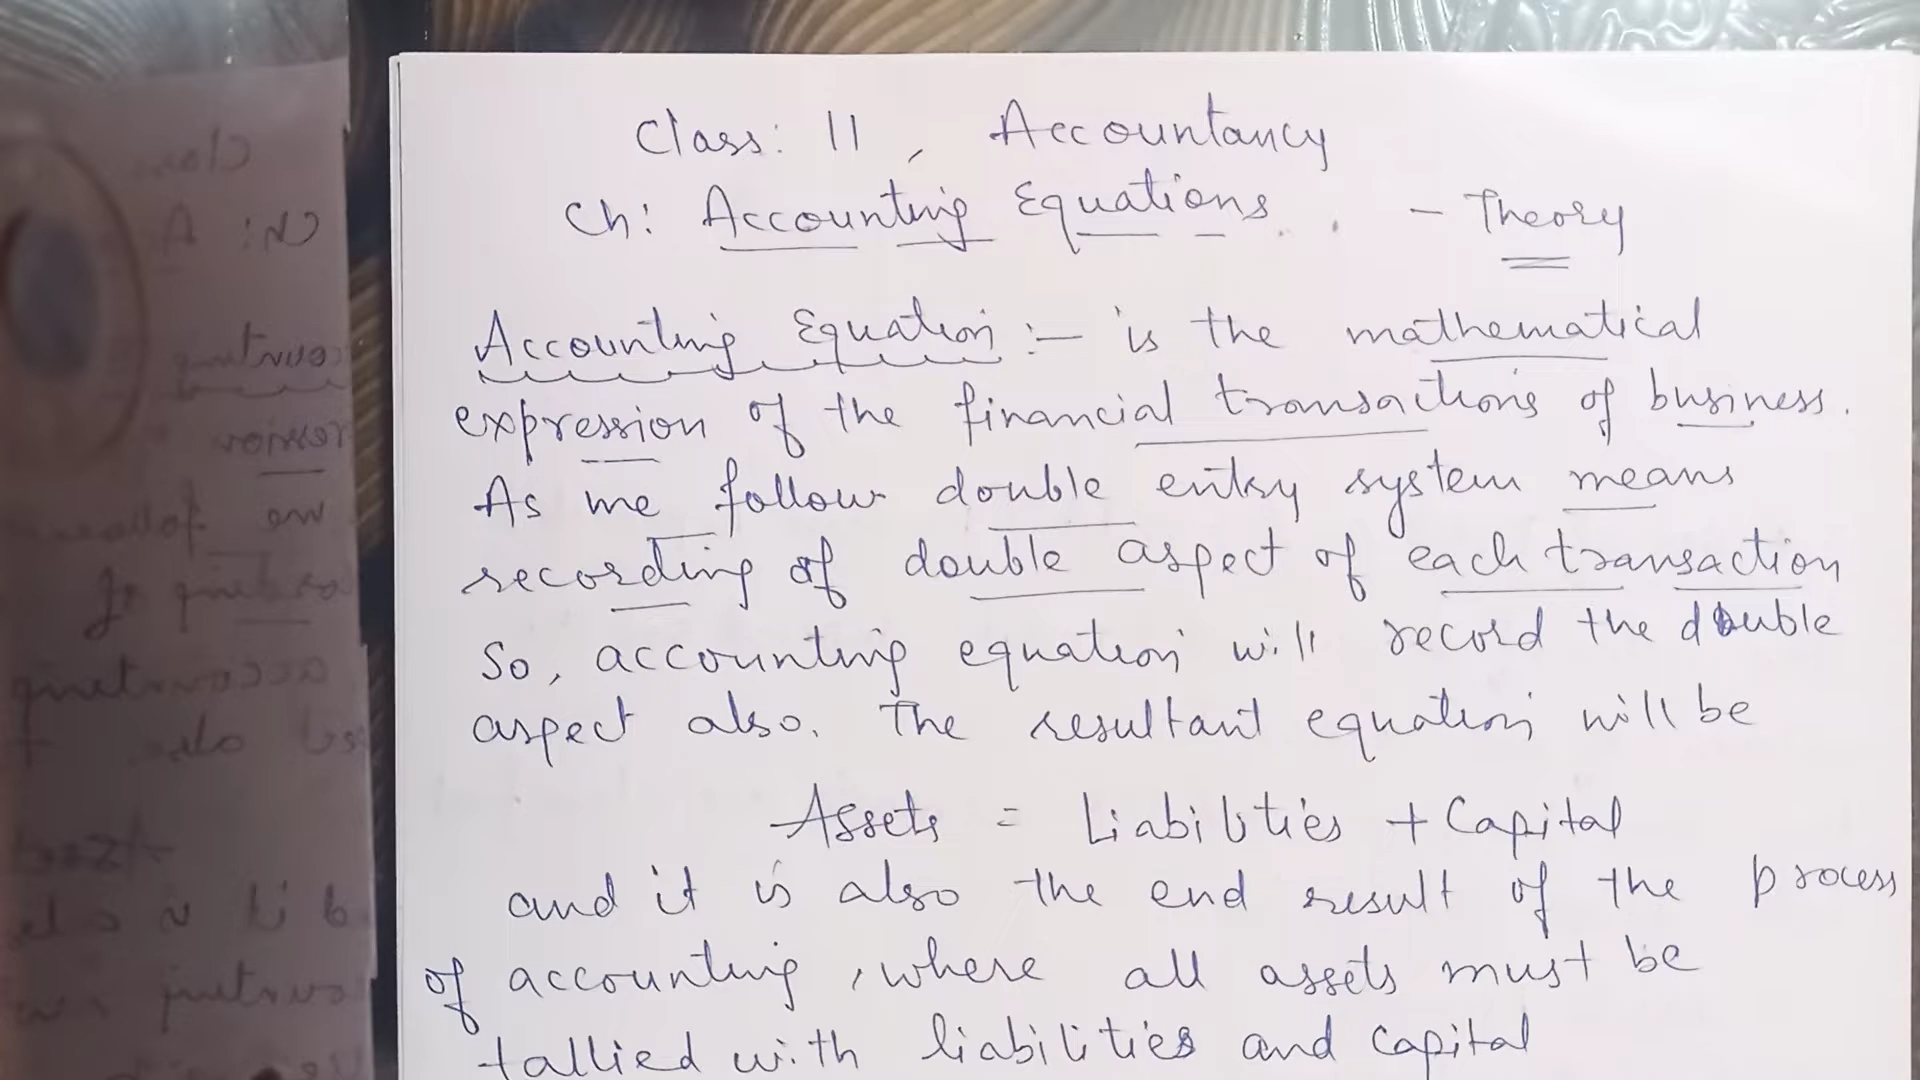 Class: 11, Accountancy
Ch: Accounting Equations. . - Theory
Accounting Equation :- is the mathematical
expression of the financial transactions of business.
As we follow double entry system means
recording of double aspect of each transaction
So, accounting equation will record the double
aspect also. The resultant equation will be
Assets = Liabilities + Capital
and it is also the end result of the process
of accounting, where all assets must be
tallied with liabilities and capital